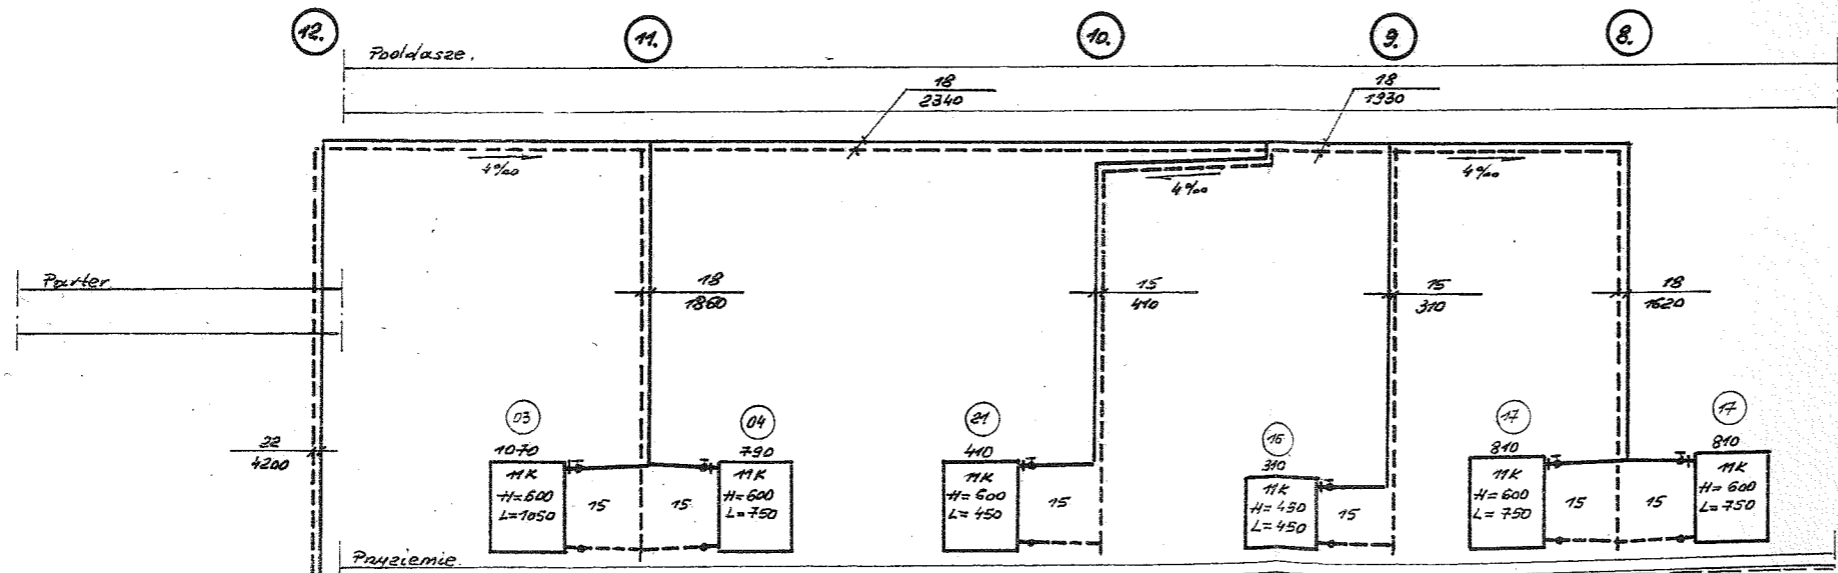 12.
11.
10.
9.
8.
Poddasze.
18
2340
18
1930
4‰
4‰
4‰
Parter
18
1860
15
410
15
310
18
1620
22
4200
03
1070
11K
H=600
L=1050
15
15
04
790
11K
H=600
L=750
21
410
11K
H=600
L=450
15
16
310
11K
H=450
L=450
15
17
810
11K
H=600
L=750
15
15
17
810
11K
H=600
L=750
Przyziemie.